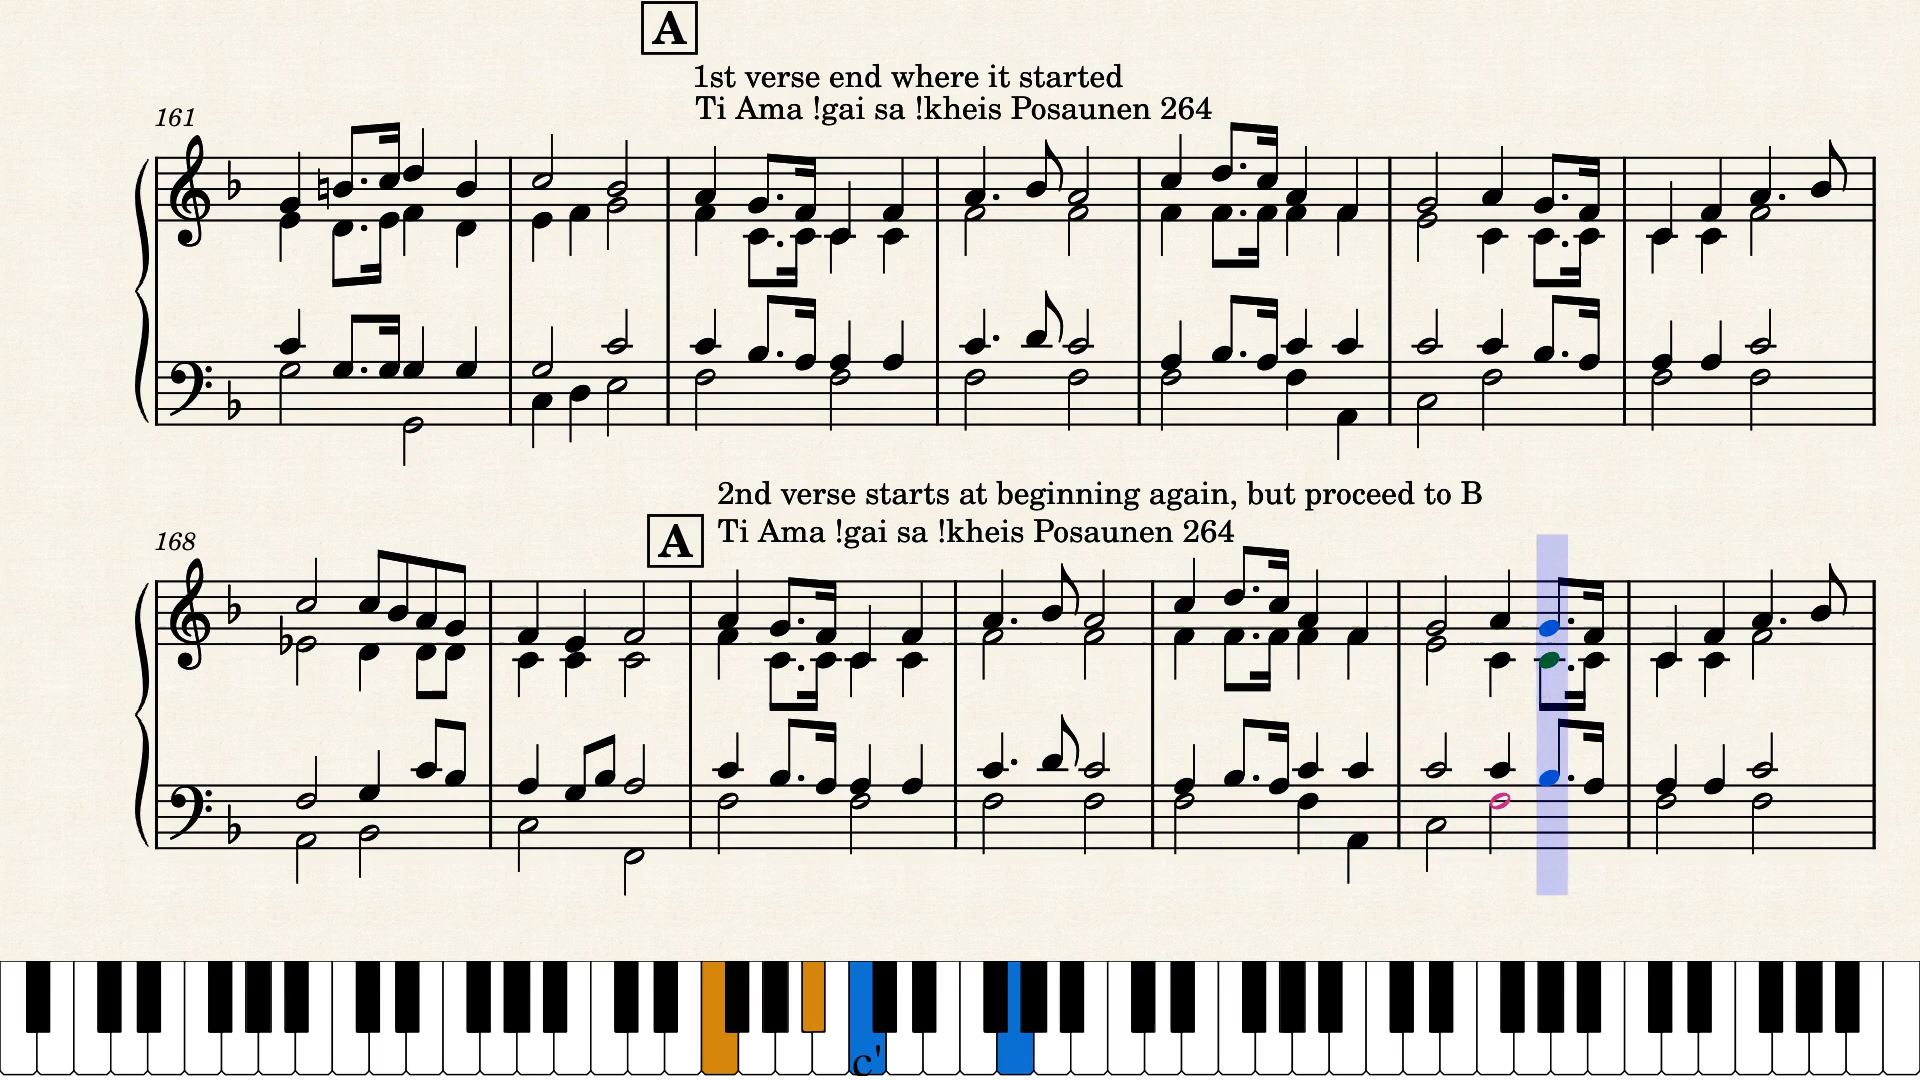 A
1st verse end where it started
Ti Ama !gai sa !kheis Posaunen 264
161
2nd verse starts at beginning again, but proceed to B
168
A
Ti Ama !gai sa !kheis Posaunen 264
c'